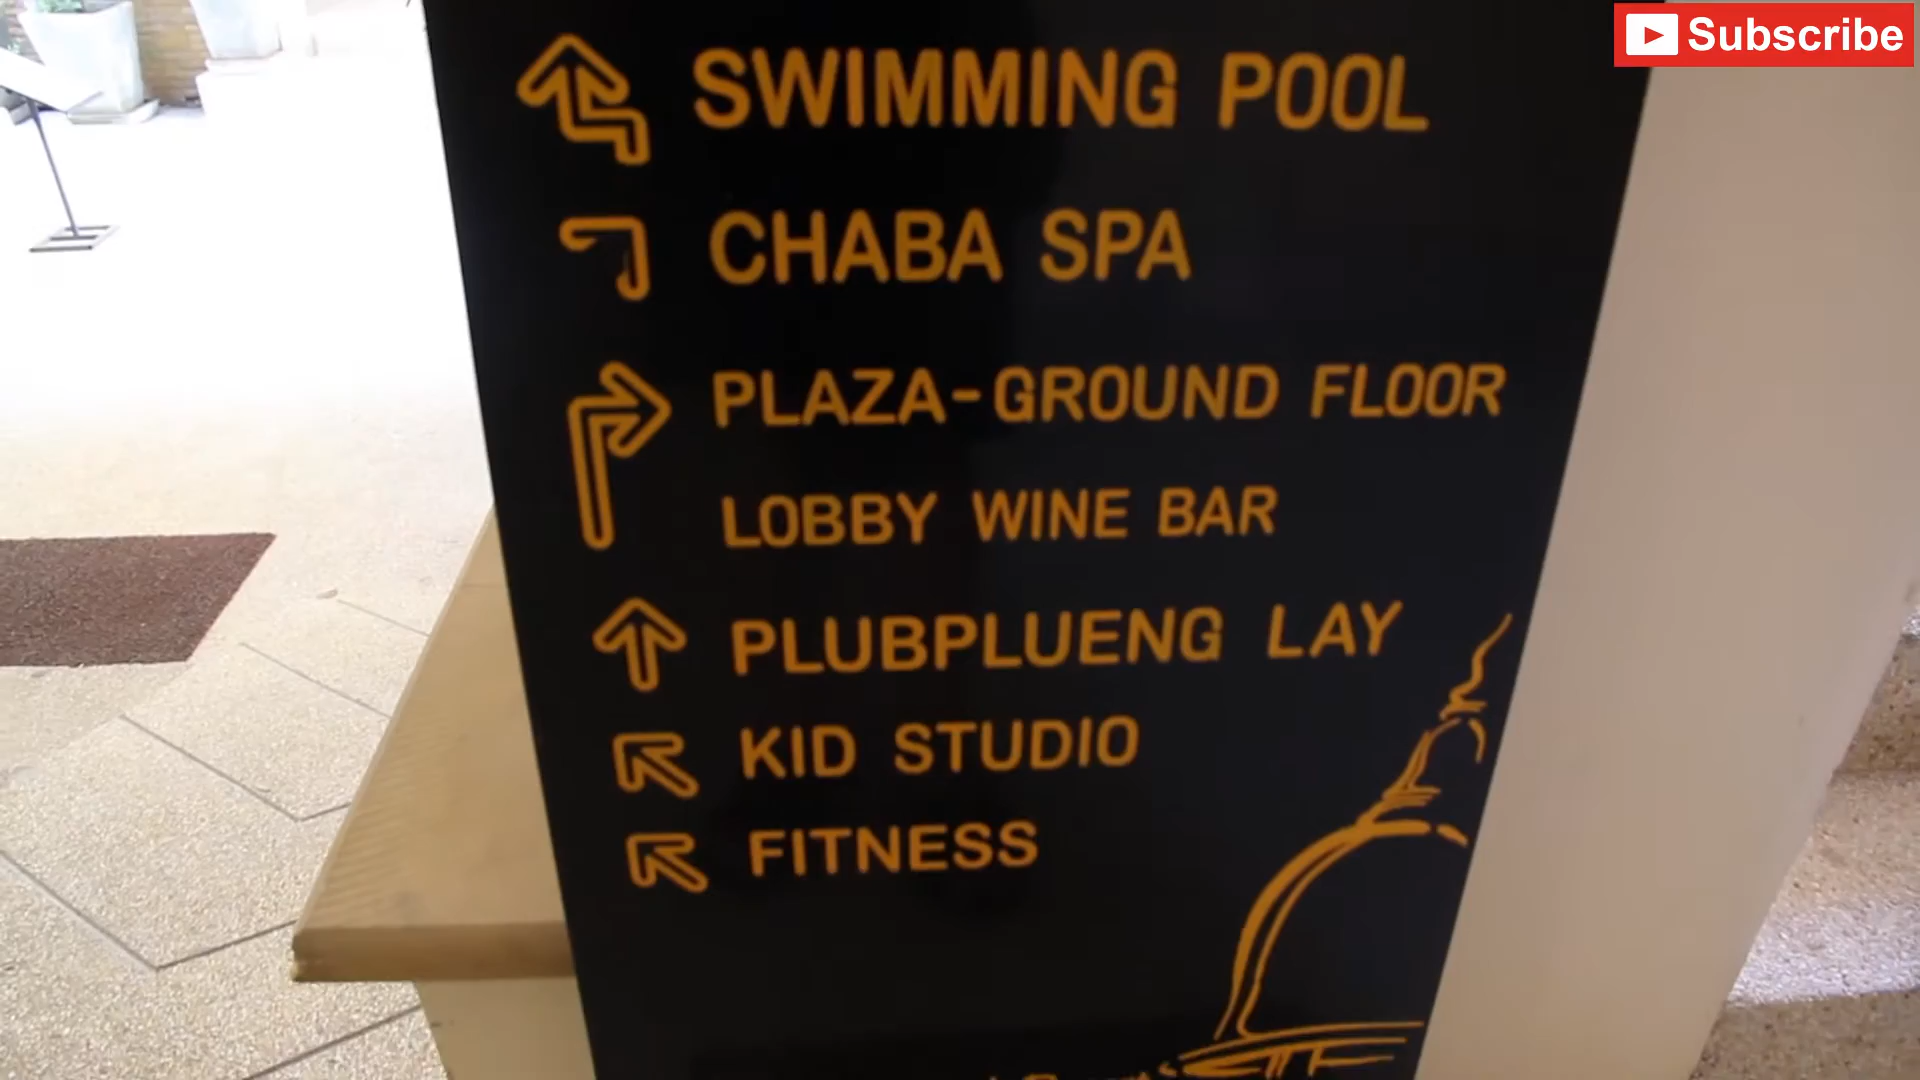 Subscribe
SWIMMING POOL
CHABA SPA
PLAZA-GROUND FLOOR
LOBBY WINE BAR
PLUBPLUENG LAY
KID STUDIO
FITNESS